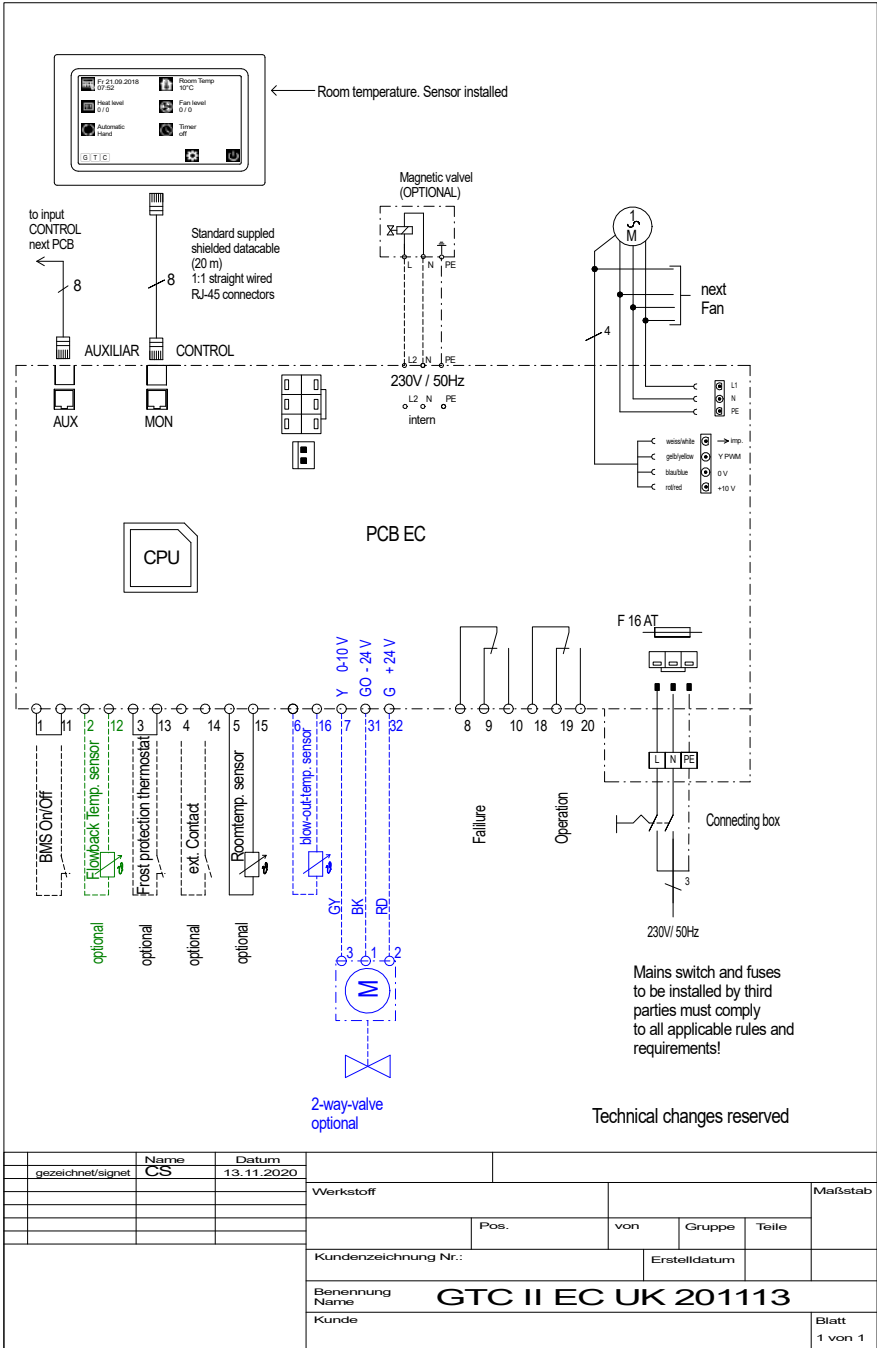 Fr 21.09.2018
07:52
Room Temp
10°C
Heat level
0 / 0
Fan level
0 / 0
Automatic
Hand
Timer
off
G T C
Room temperature. Sensor installed
to input
CONTROL
next PCB
8
8
Standard suppled
shielded datacable
(20 m)
1:1 straight wired
RJ-45 connectors
Magnetic valvel
(OPTIONAL)
L N PE
1
M
next
Fan
4
AUXILIAR
CONTROL
AUX
MON
L2 N PE
230V / 50Hz
L2 N PE
intern
L1
N
PE
weiss/white imp.
gelb/yellow Y PWM
blau/blue 0 V
rot/red +10 V
CPU
PCB EC
F 16 AT
Y 0-10 V
GO - 24 V
G + 24 V
1 11 2 12 3 13 4 14 5 15 6 16 7 31 32 8 9 10 18 19 20
BMS On/Off
Flowback Temp. sensor
Frost protection thermostat
ext. Contact
Roomtemp. sensor
blow-out-temp. sensor
optional
optional
optional
optional
GY
BK
RD
3 1 2
M
2-way-valve
optional
Faillure
Operation
L N PE
Connecting box
3
230V/ 50Hz
Mains switch and fuses
to be installed by third
parties must comply
to all applicable rules and
requirements!
Technical changes reserved
Name Datum
gezeichnet/signet CS 13.11.2020
Werkstoff
Maßstab
Pos. von Gruppe Teile
Kundenzeichnung Nr.: Erstelldatum
Benennung
Name
GTC II EC UK 201113
Kunde
Blatt
1 von 1